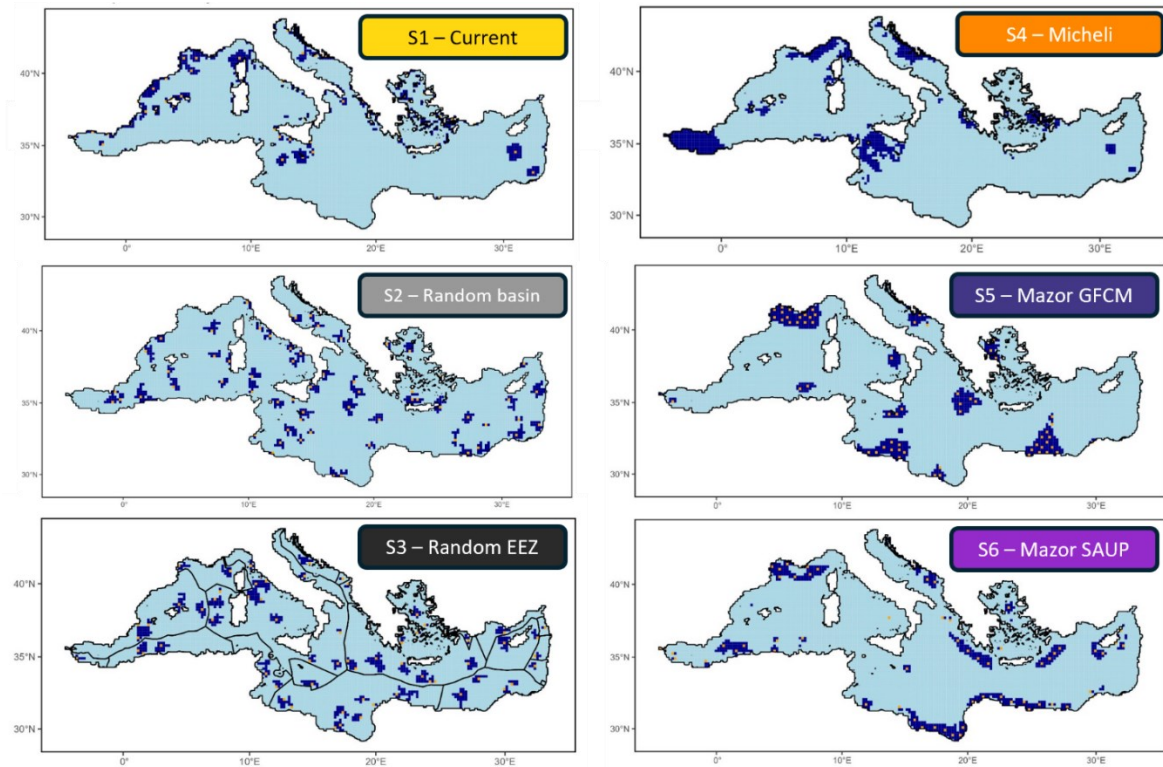 S1 – Current
40°N
35°N
30°N
0°
10°E
20°E
30°E
S4 – Micheli
40°N
35°N
30°N
0°
10°E
20°E
30°E
S2 – Random basin
40°N
35°N
30°N
0°
10°E
20°E
30°E
S5 – Mazor GFCM
40°N
35°N
30°N
0°
10°E
20°E
30°E
S3 – Random EEZ
40°N
35°N
30°N
0°
10°E
20°E
30°E
S6 – Mazor SAUP
40°N
35°N
30°N
0°
10°E
20°E
30°E